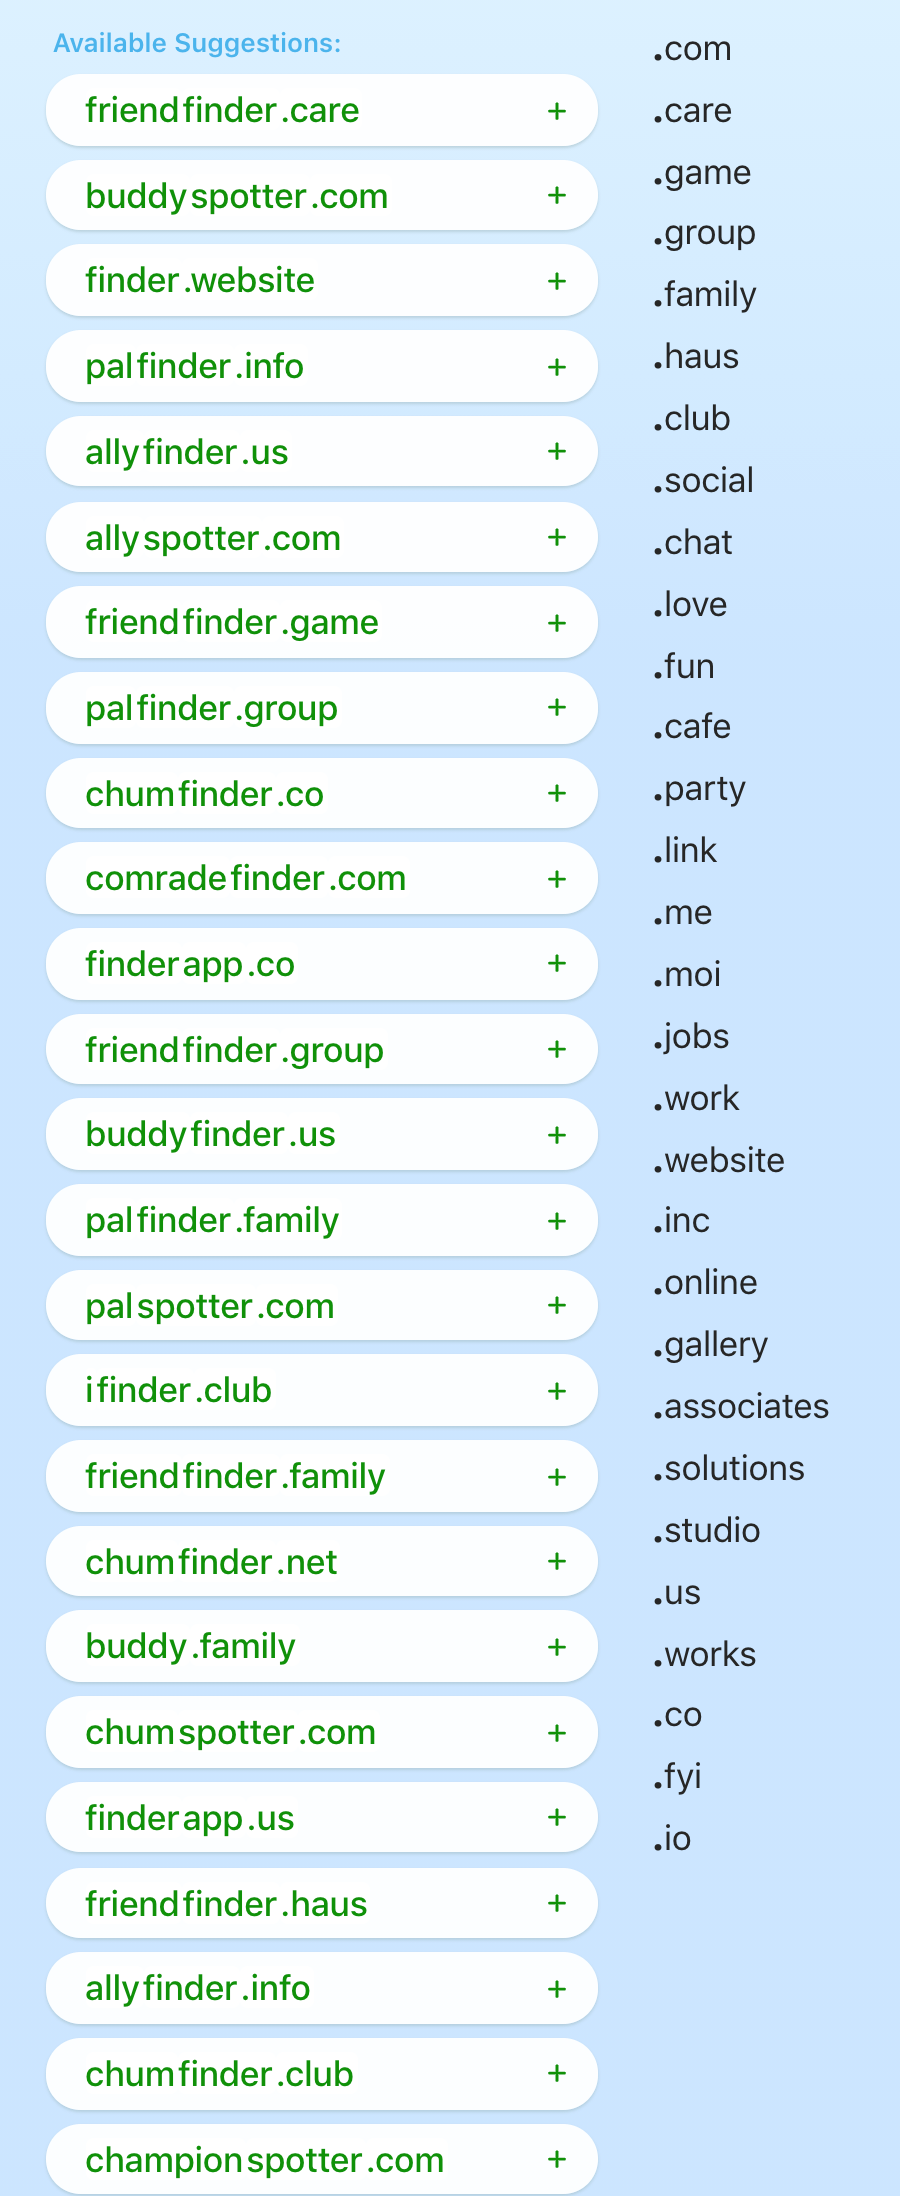 Available Suggestions:
friendfinder.care +
buddyspotter.com +
finder.website +
palfinder.info +
allyfinder.us +
allyspotter.com +
friendfinder.game +
palfinder.group +
chumfinder.co +
comradefinder.com +
finderapp.co +
friendfinder.group +
buddyfinder.us +
palfinder.family +
palspotter.com +
ifinder.club +
friendfinder.family +
chumfinder.net +
buddy.family +
chumspotter.com +
finderapp.us +
friendfinder.haus +
allyfinder.info +
chumfinder.club +
championspotter.com +
.com
.care
.game
.group
.family
.haus
.club
.social
.chat
.love
.fun
.cafe
.party
.link
.me
.moi
.jobs
.work
.website
.inc
.online
.gallery
.associates
.solutions
.studio
.us
.works
.co
.fyi
.io